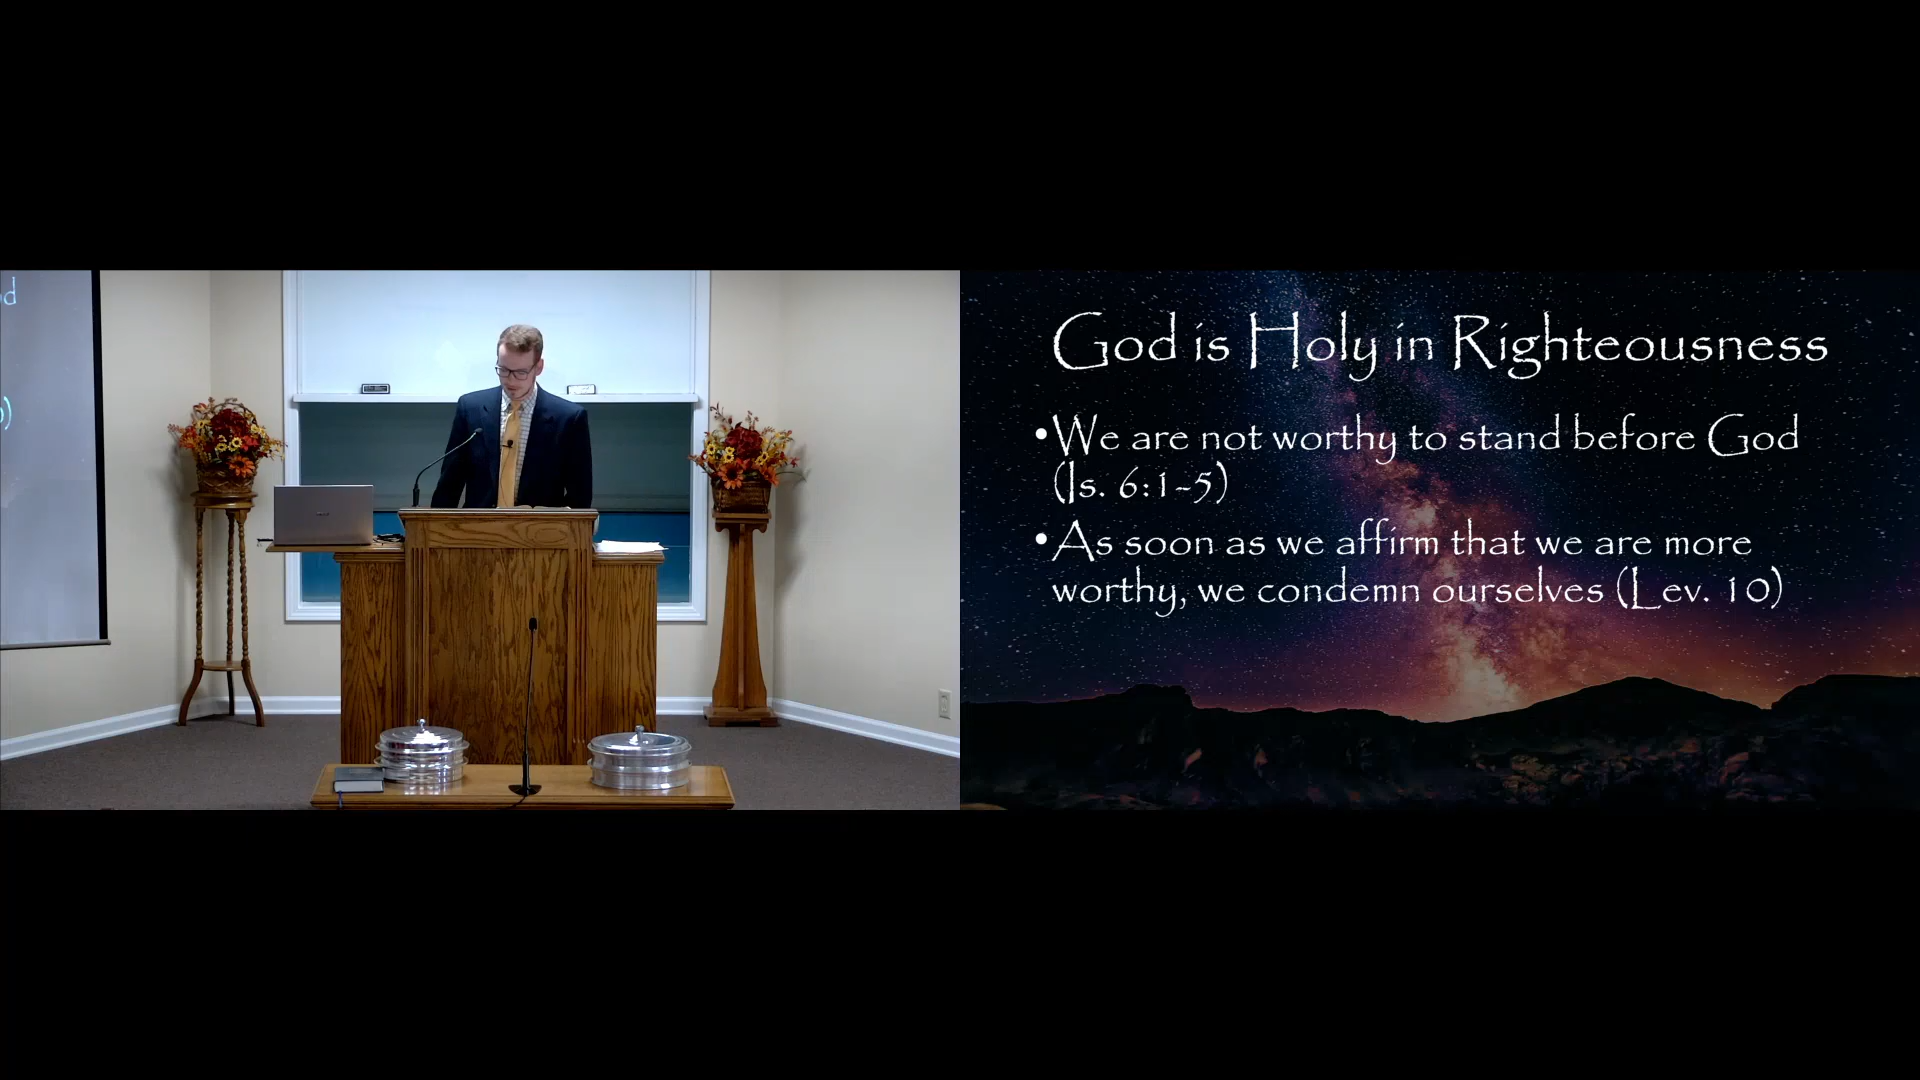 d
)
God is Holy in Righteousness
•We are not worthy to stand before God
(Is. 6:1-5)
•As soon as we affirm that we are more
worthy, we condemn ourselves (Lev. 10)